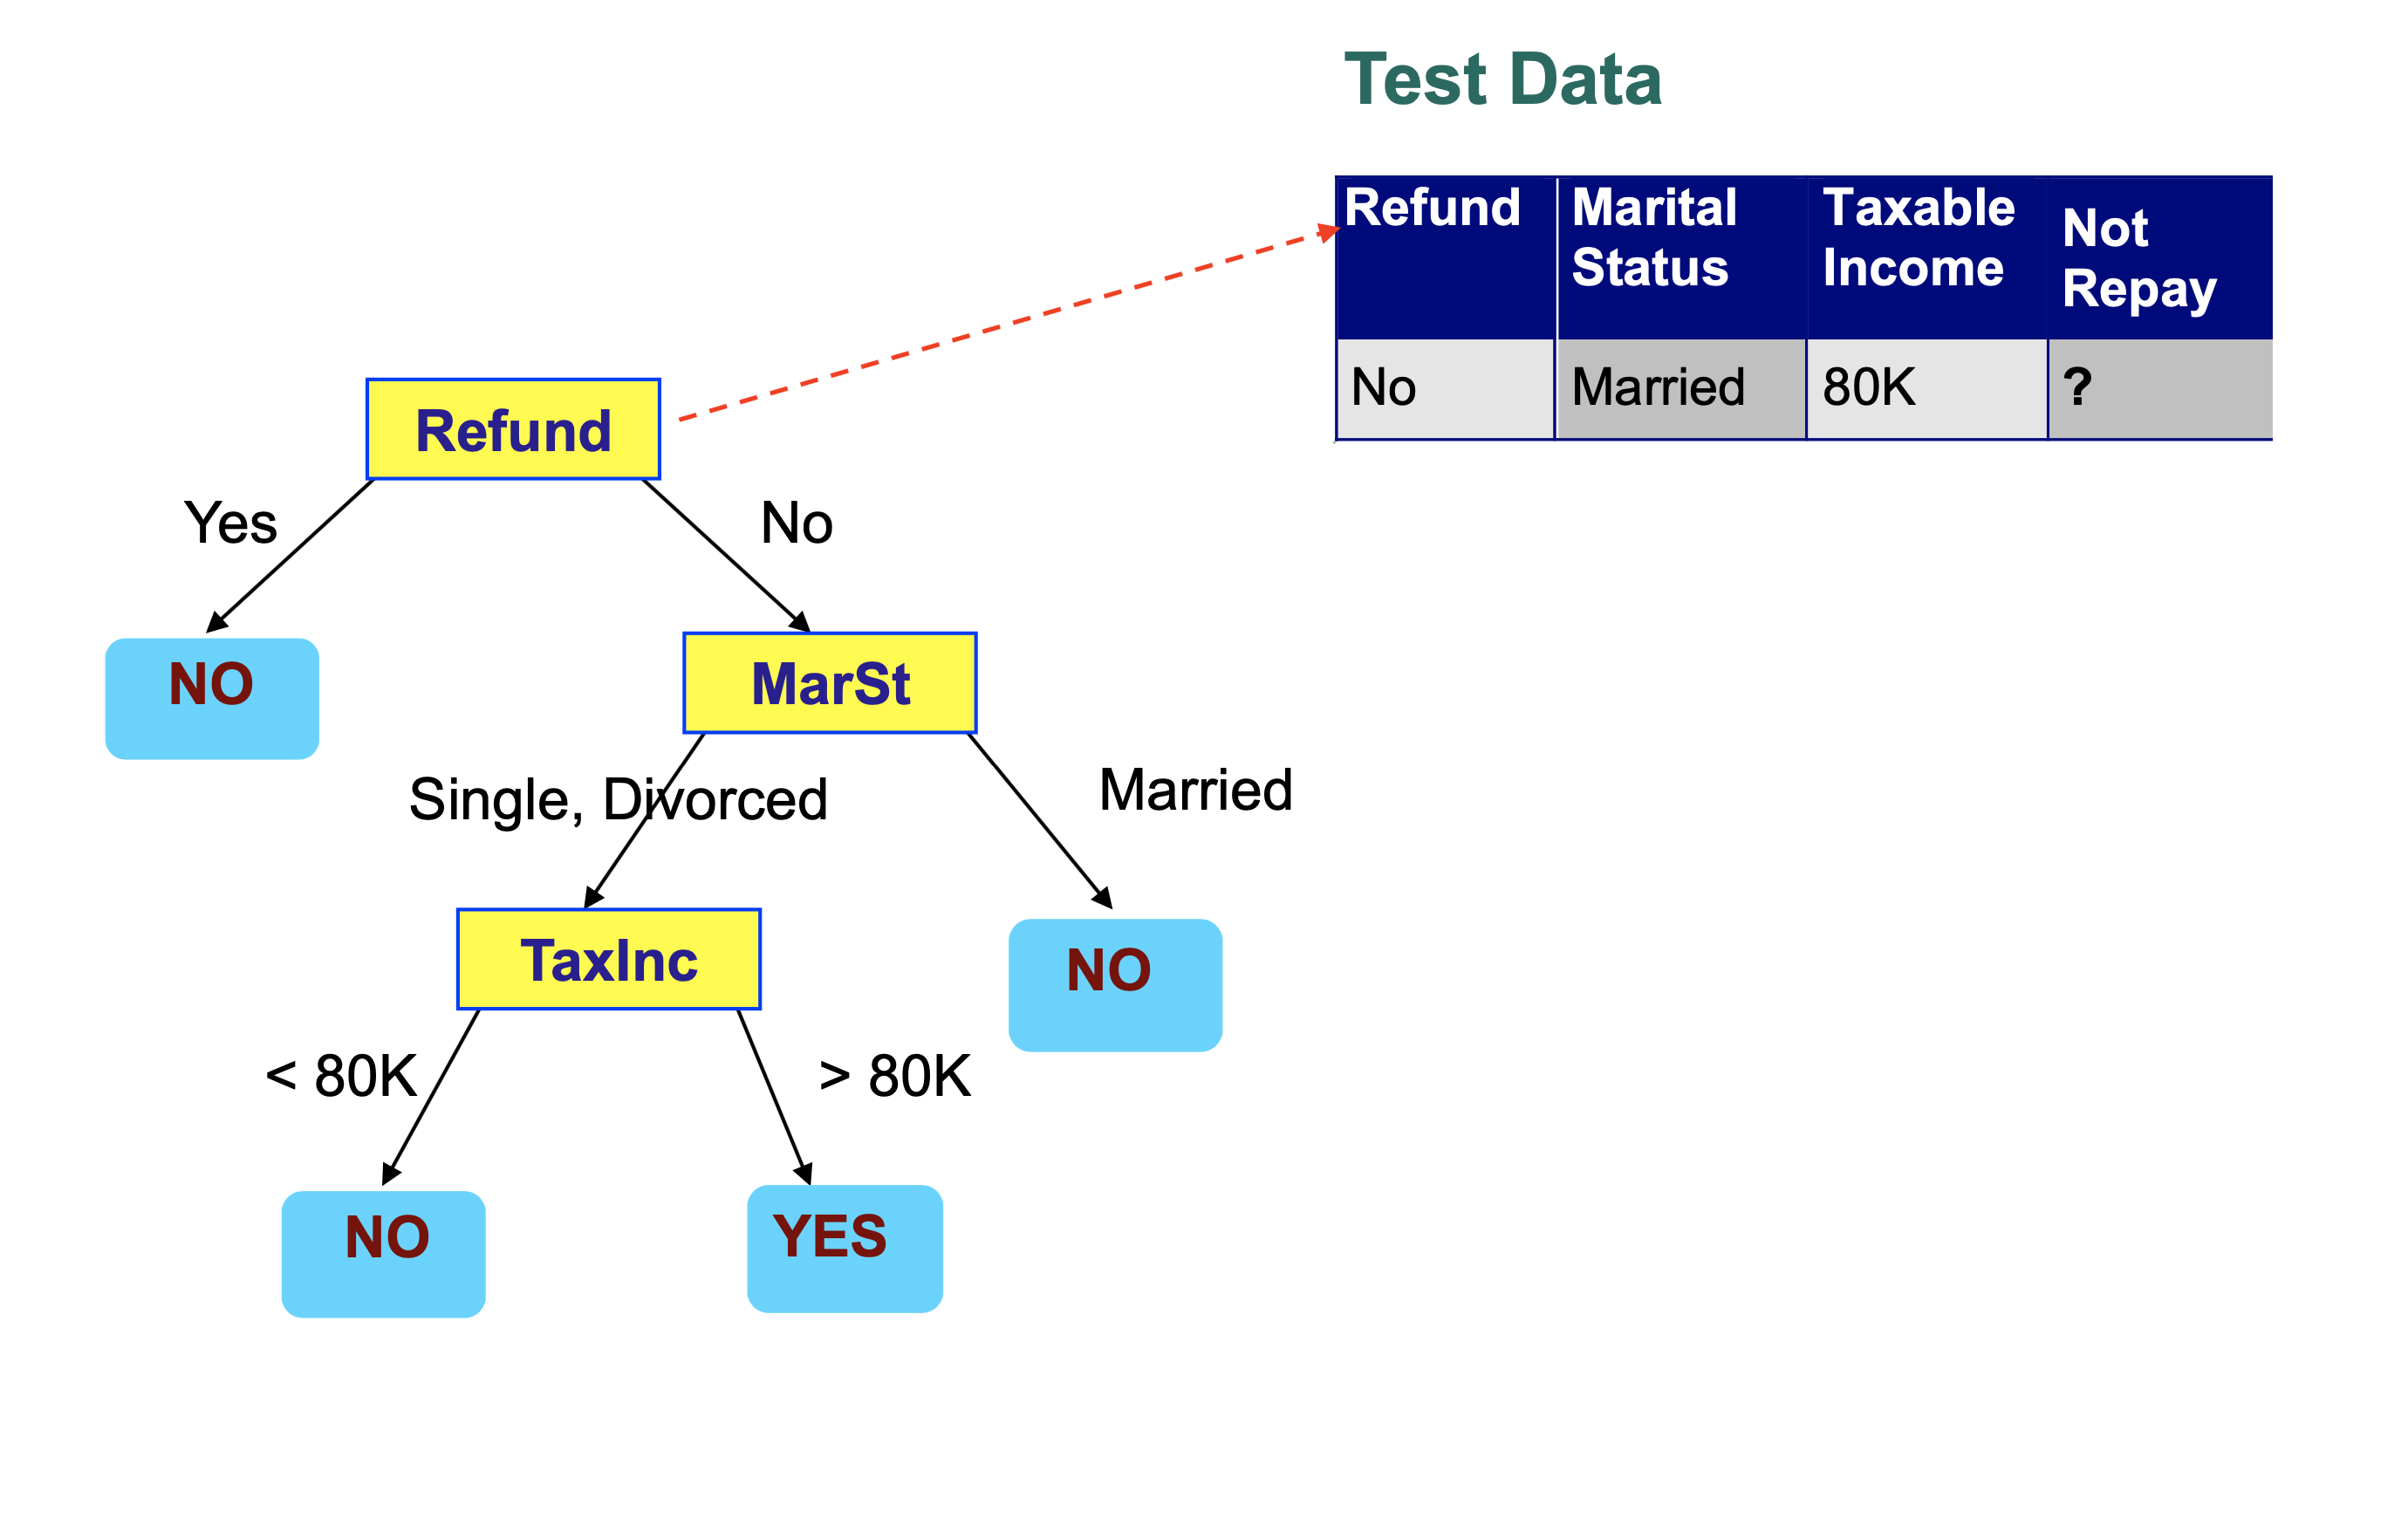 Test Data
Refund Marital Status Taxable Income Not Repay
No Married 80K ?
Refund
Yes No
NO
MarSt
Single, Divorced Married
TaxInc
NO
< 80K > 80K
NO YES